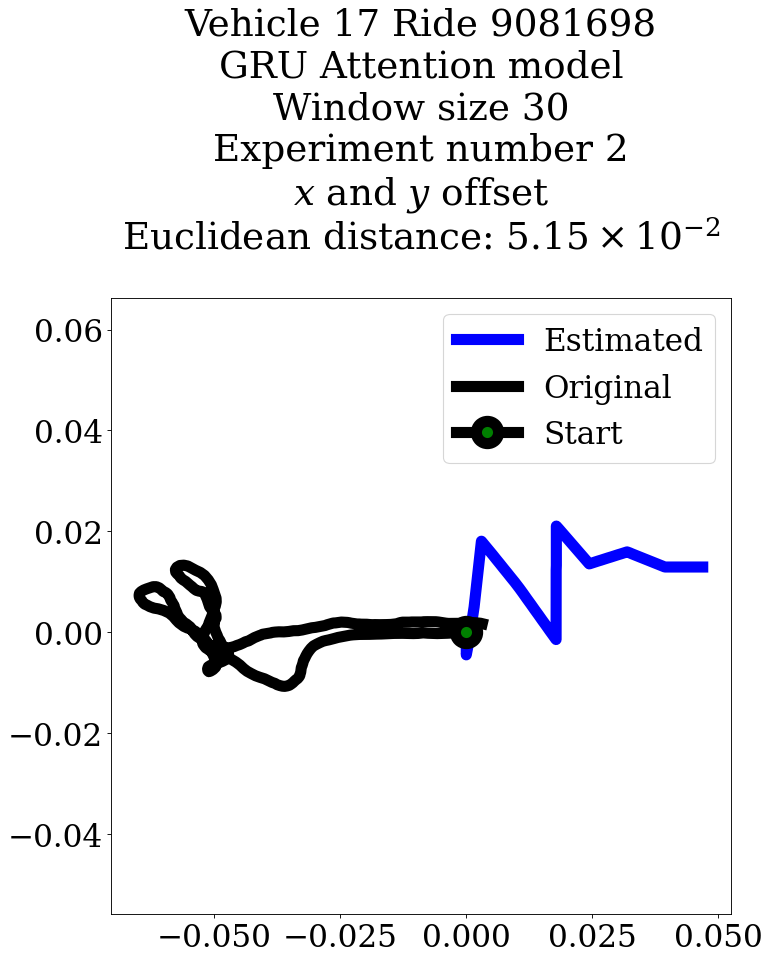 Vehicle 17 Ride 9081698
GRU Attention model
Window size 30
Experiment number 2
x and y offset
Euclidean distance: 5.15 × 10⁻²
Estimated
Original
Start
0.06
0.04
0.02
0.00
−0.02
−0.04
−0.050 −0.025 0.000 0.025 0.050